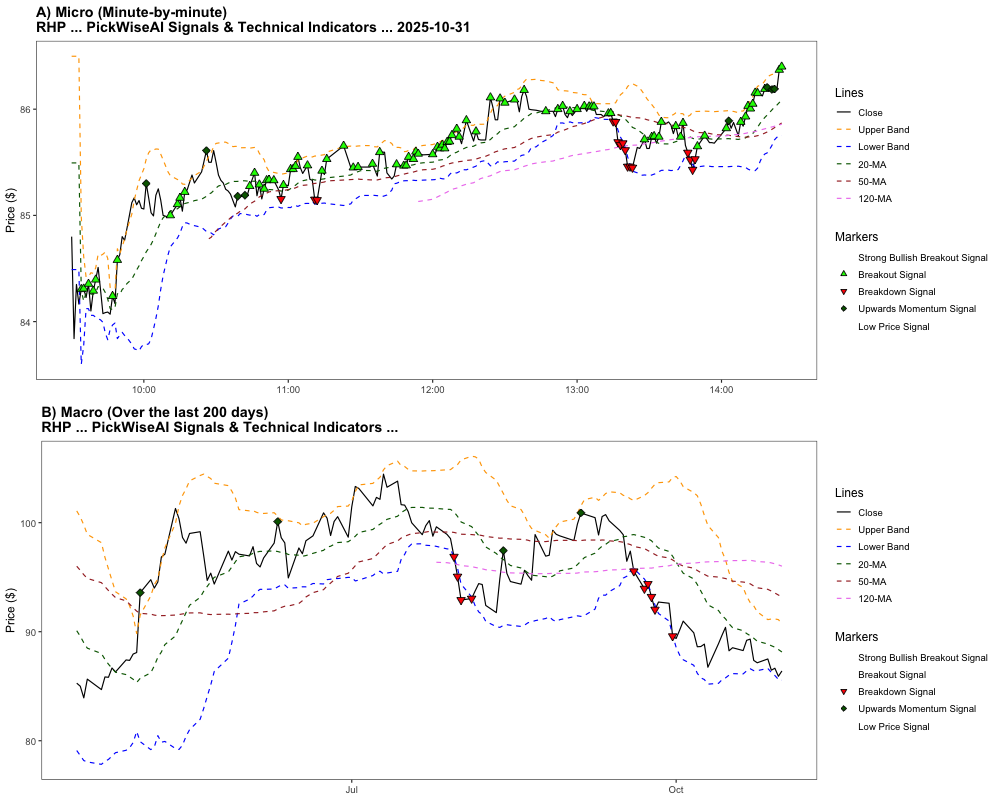 A) Micro (Minute-by-minute)
RHP ... PickWiseAI Signals & Technical Indicators ... 2025-10-31
Price ($)
86
85
84
10:00
11:00
12:00
13:00
14:00
Lines
Close
Upper Band
Lower Band
20-MA
50-MA
120-MA
Markers
Strong Bullish Breakout Signal
Breakout Signal
Breakdown Signal
Upwards Momentum Signal
Low Price Signal
B) Macro (Over the last 200 days)
RHP ... PickWiseAI Signals & Technical Indicators ...
Price ($)
100
90
80
Jul
Oct
Lines
Close
Upper Band
Lower Band
20-MA
50-MA
120-MA
Markers
Strong Bullish Breakout Signal
Breakout Signal
Breakdown Signal
Upwards Momentum Signal
Low Price Signal